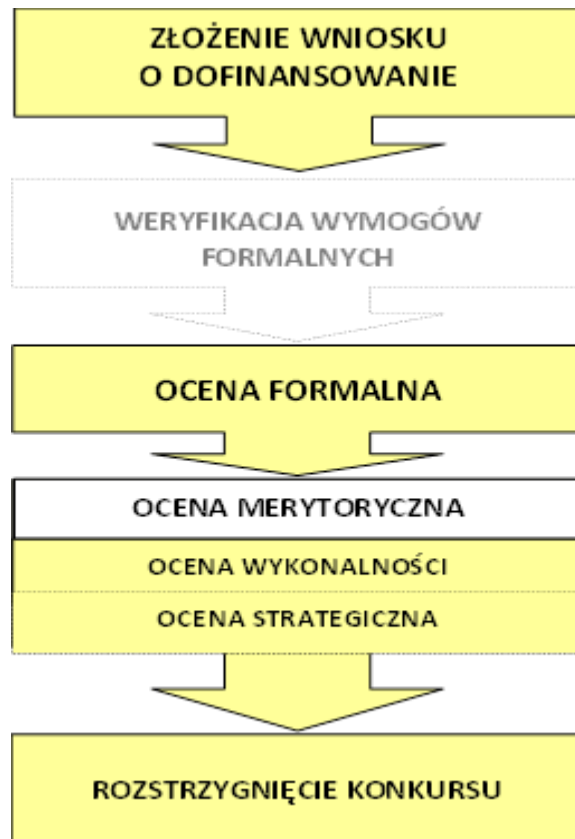 ZŁOŻENIE WNIOSKU
O DOFINANSOWANIE
WERYFIKACJA WYMOGÓW
FORMALNYCH
OCENA FORMALNA
OCENA MERYTORYCZNA
OCENA WYKONALNOŚCI
OCENA STRATEGICZNA
ROZSTRZYGNIĘCIE KONKURSU